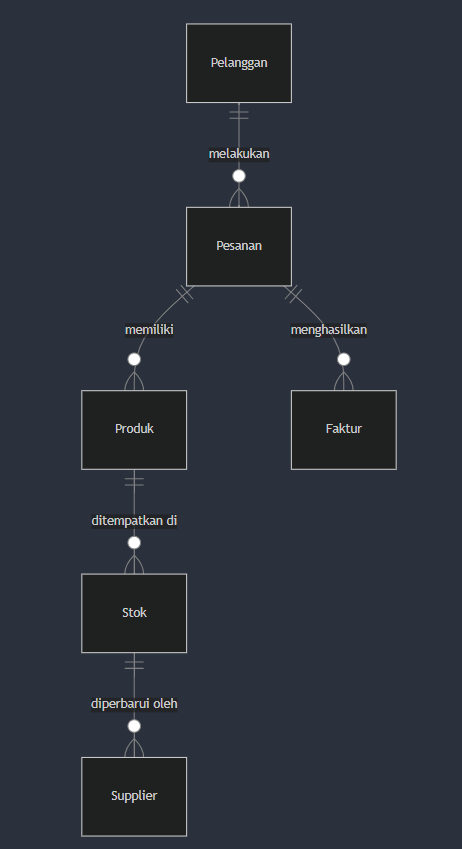 Pelanggan
melakukan
Pesanan
memiliki
menghasilkan
Produk
Faktur
ditempatkan di
Stok
diperbarui oleh
Supplier